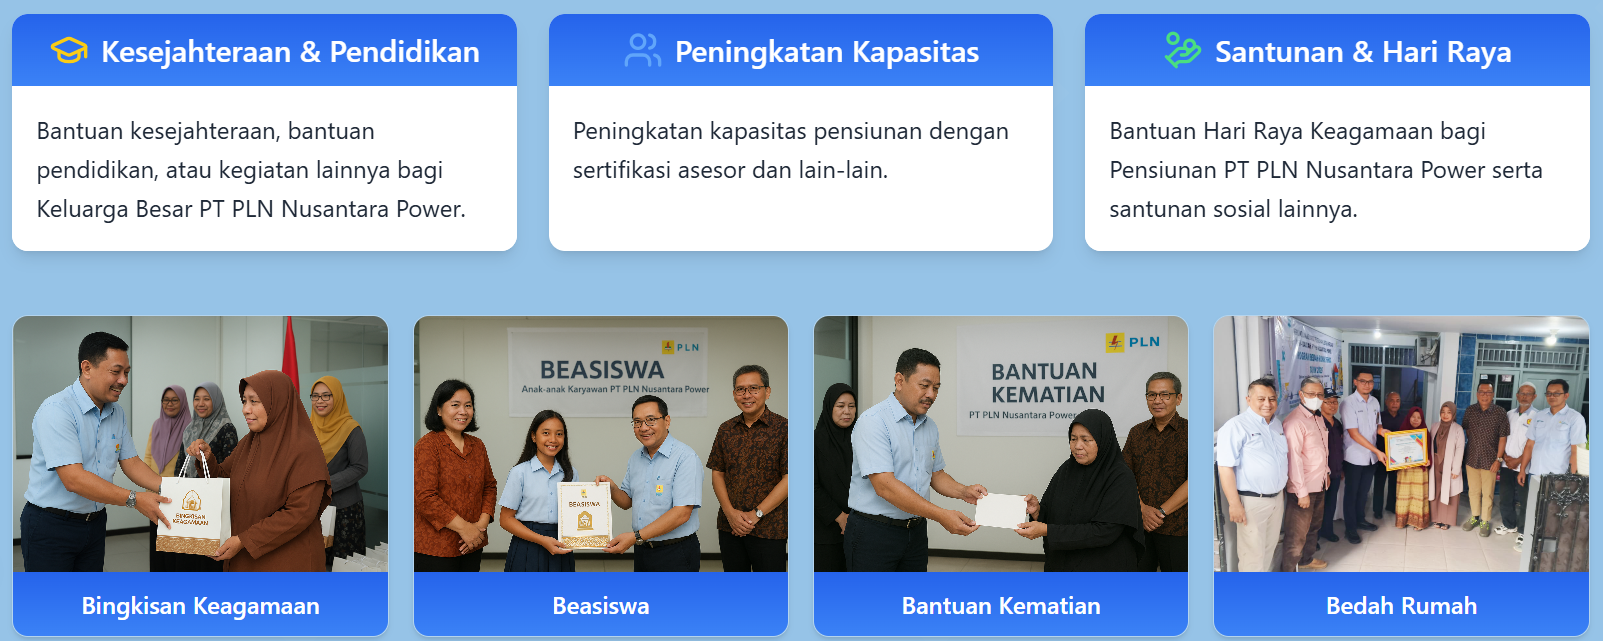 Kesejahteraan & Pendidikan
Bantuan kesejahteraan, bantuan
pendidikan, atau kegiatan lainnya bagi
Keluarga Besar PT PLN Nusantara Power.
Peningkatan Kapasitas
Peningkatan kapasitas pensiunan dengan
sertifikasi asesor dan lain-lain.
Santunan & Hari Raya
Bantuan Hari Raya Keagamaan bagi
Pensiunan PT PLN Nusantara Power serta
santunan sosial lainnya.
BINGKISAN
KEAGAMAAN
Bingkisan Keagamaan
PLN
BEASISWA
Anak-anak Karyawan PT PLN Nusantara Power
BEASISWA
Beasiswa
PLN
BANTUAN
KEMATIAN
PT PLN Nusantara Power
Bantuan Kematian
Bedah Rumah